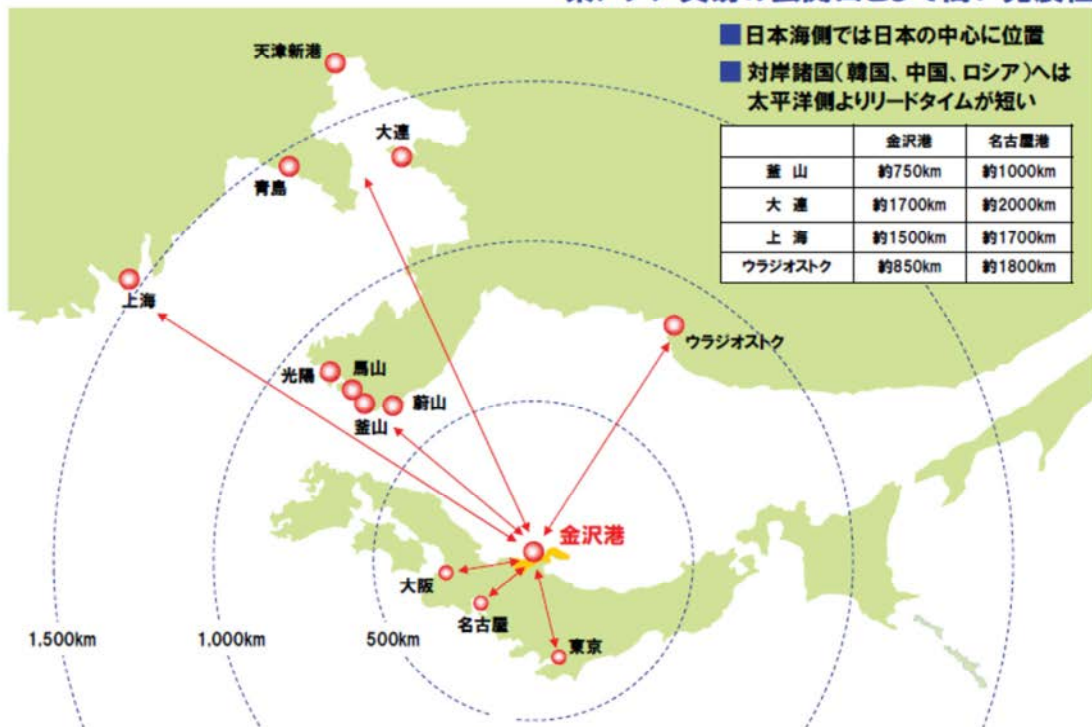 ■日本海側では日本の中心に位置
■対岸諸国(韓国、中国、ロシア)へは
太平洋側よりリードタイムが短い
金沢港 名古屋港
釜山 約750km 約1000km
大連 約1700km 約2000km
上海 約1500km 約1700km
ウラジオストク 約850km 約1800km
天津新港
大連
青島
上海
ウラジオストク
光陽
馬山
蔚山
釜山
金沢港
大阪
名古屋
東京
1.500km
1.000km
500km